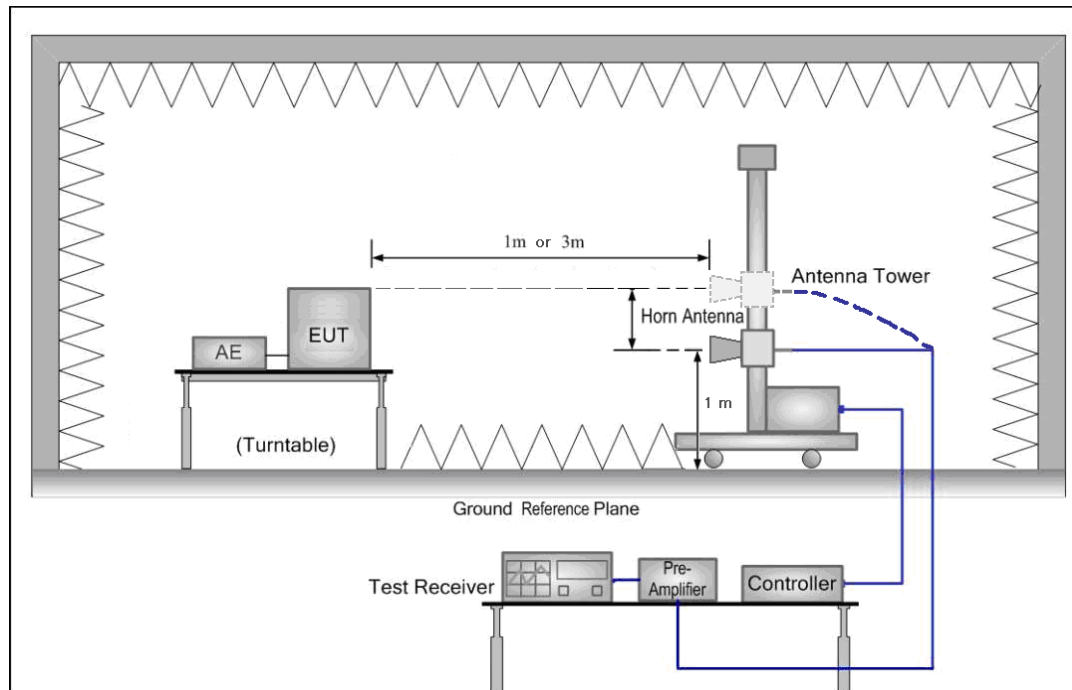 1m or 3m
Antenna Tower
Horn Antenna
EUT
AE
1 m
(Turntable)
Ground Reference Plane
Test Receiver
Pre-
Amplifier
Controller